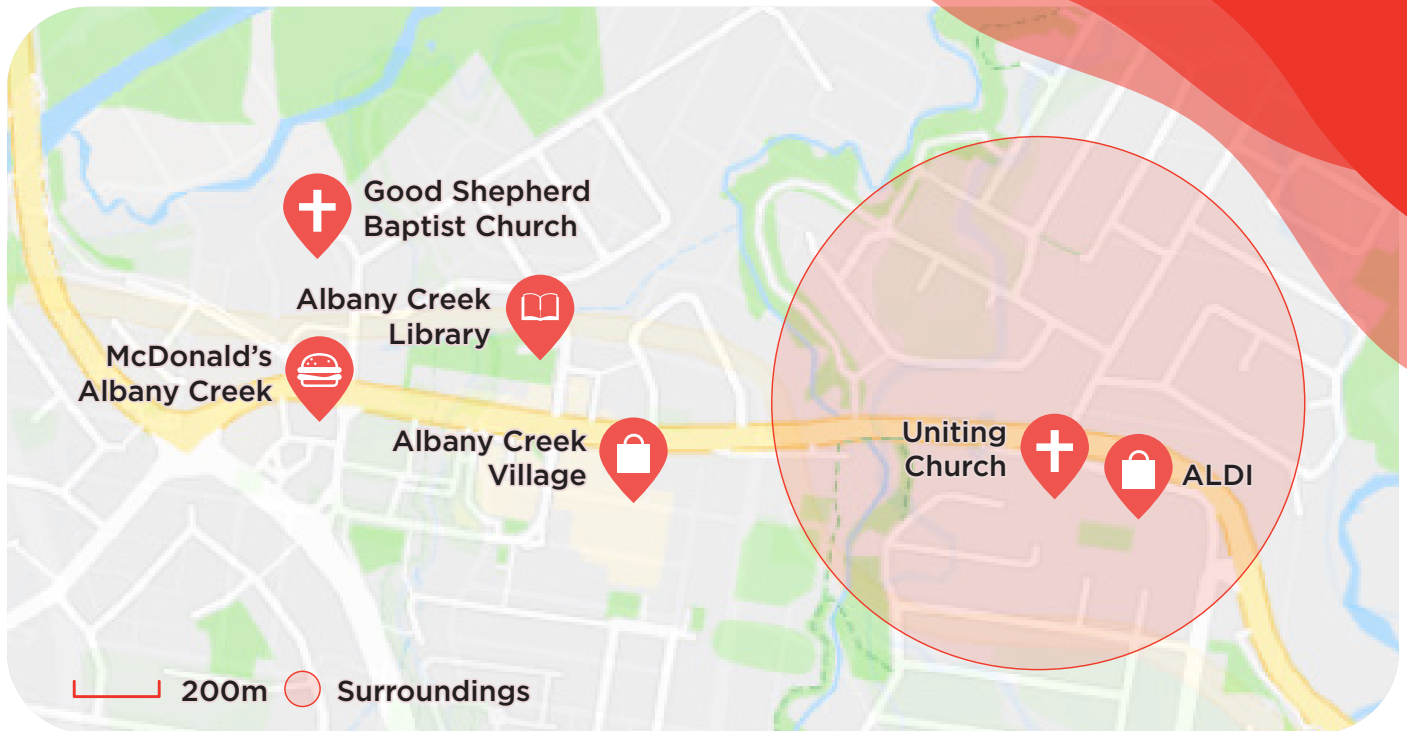 Good Shepherd
Baptist Church
Albany Creek
Library
McDonald's
Albany Creek
Albany Creek
Village
Uniting
Church
ALDI
200m
Surroundings